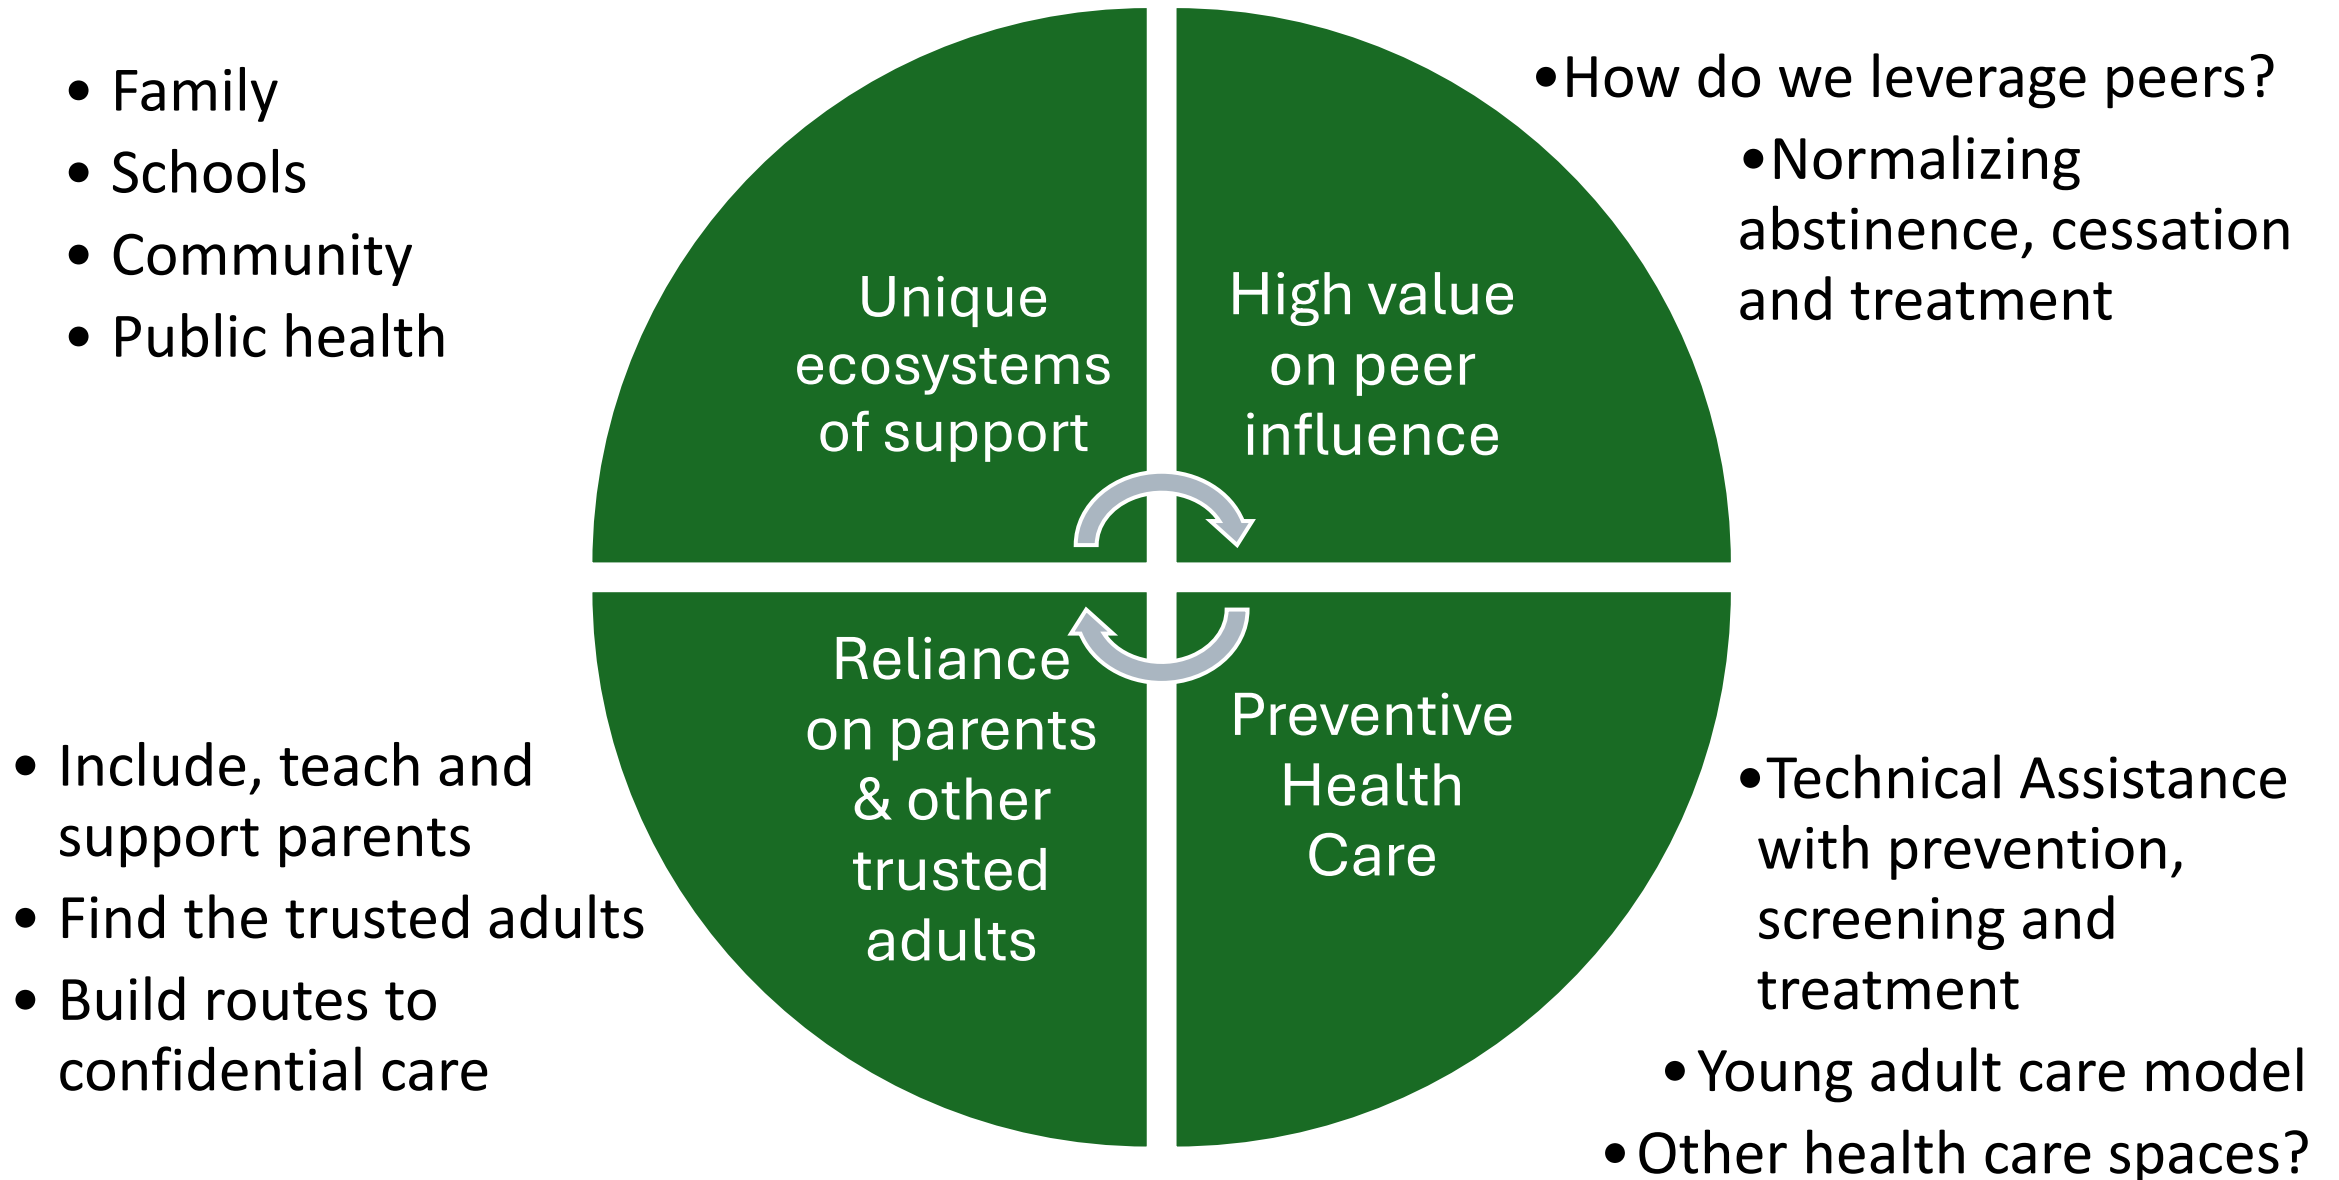 • Family
• Schools
• Community
• Public health
Unique
ecosystems
of support
High value
on peer
influence
•How do we leverage peers?
•Normalizing
abstinence, cessation
and treatment
• Include, teach and
support parents
• Find the trusted adults
• Build routes to
confidential care
Reliance
on parents
& other
trusted
adults
Preventive
Health
Care
•Technical Assistance
with prevention,
screening and
treatment
•Young adult care model
•Other health care spaces?